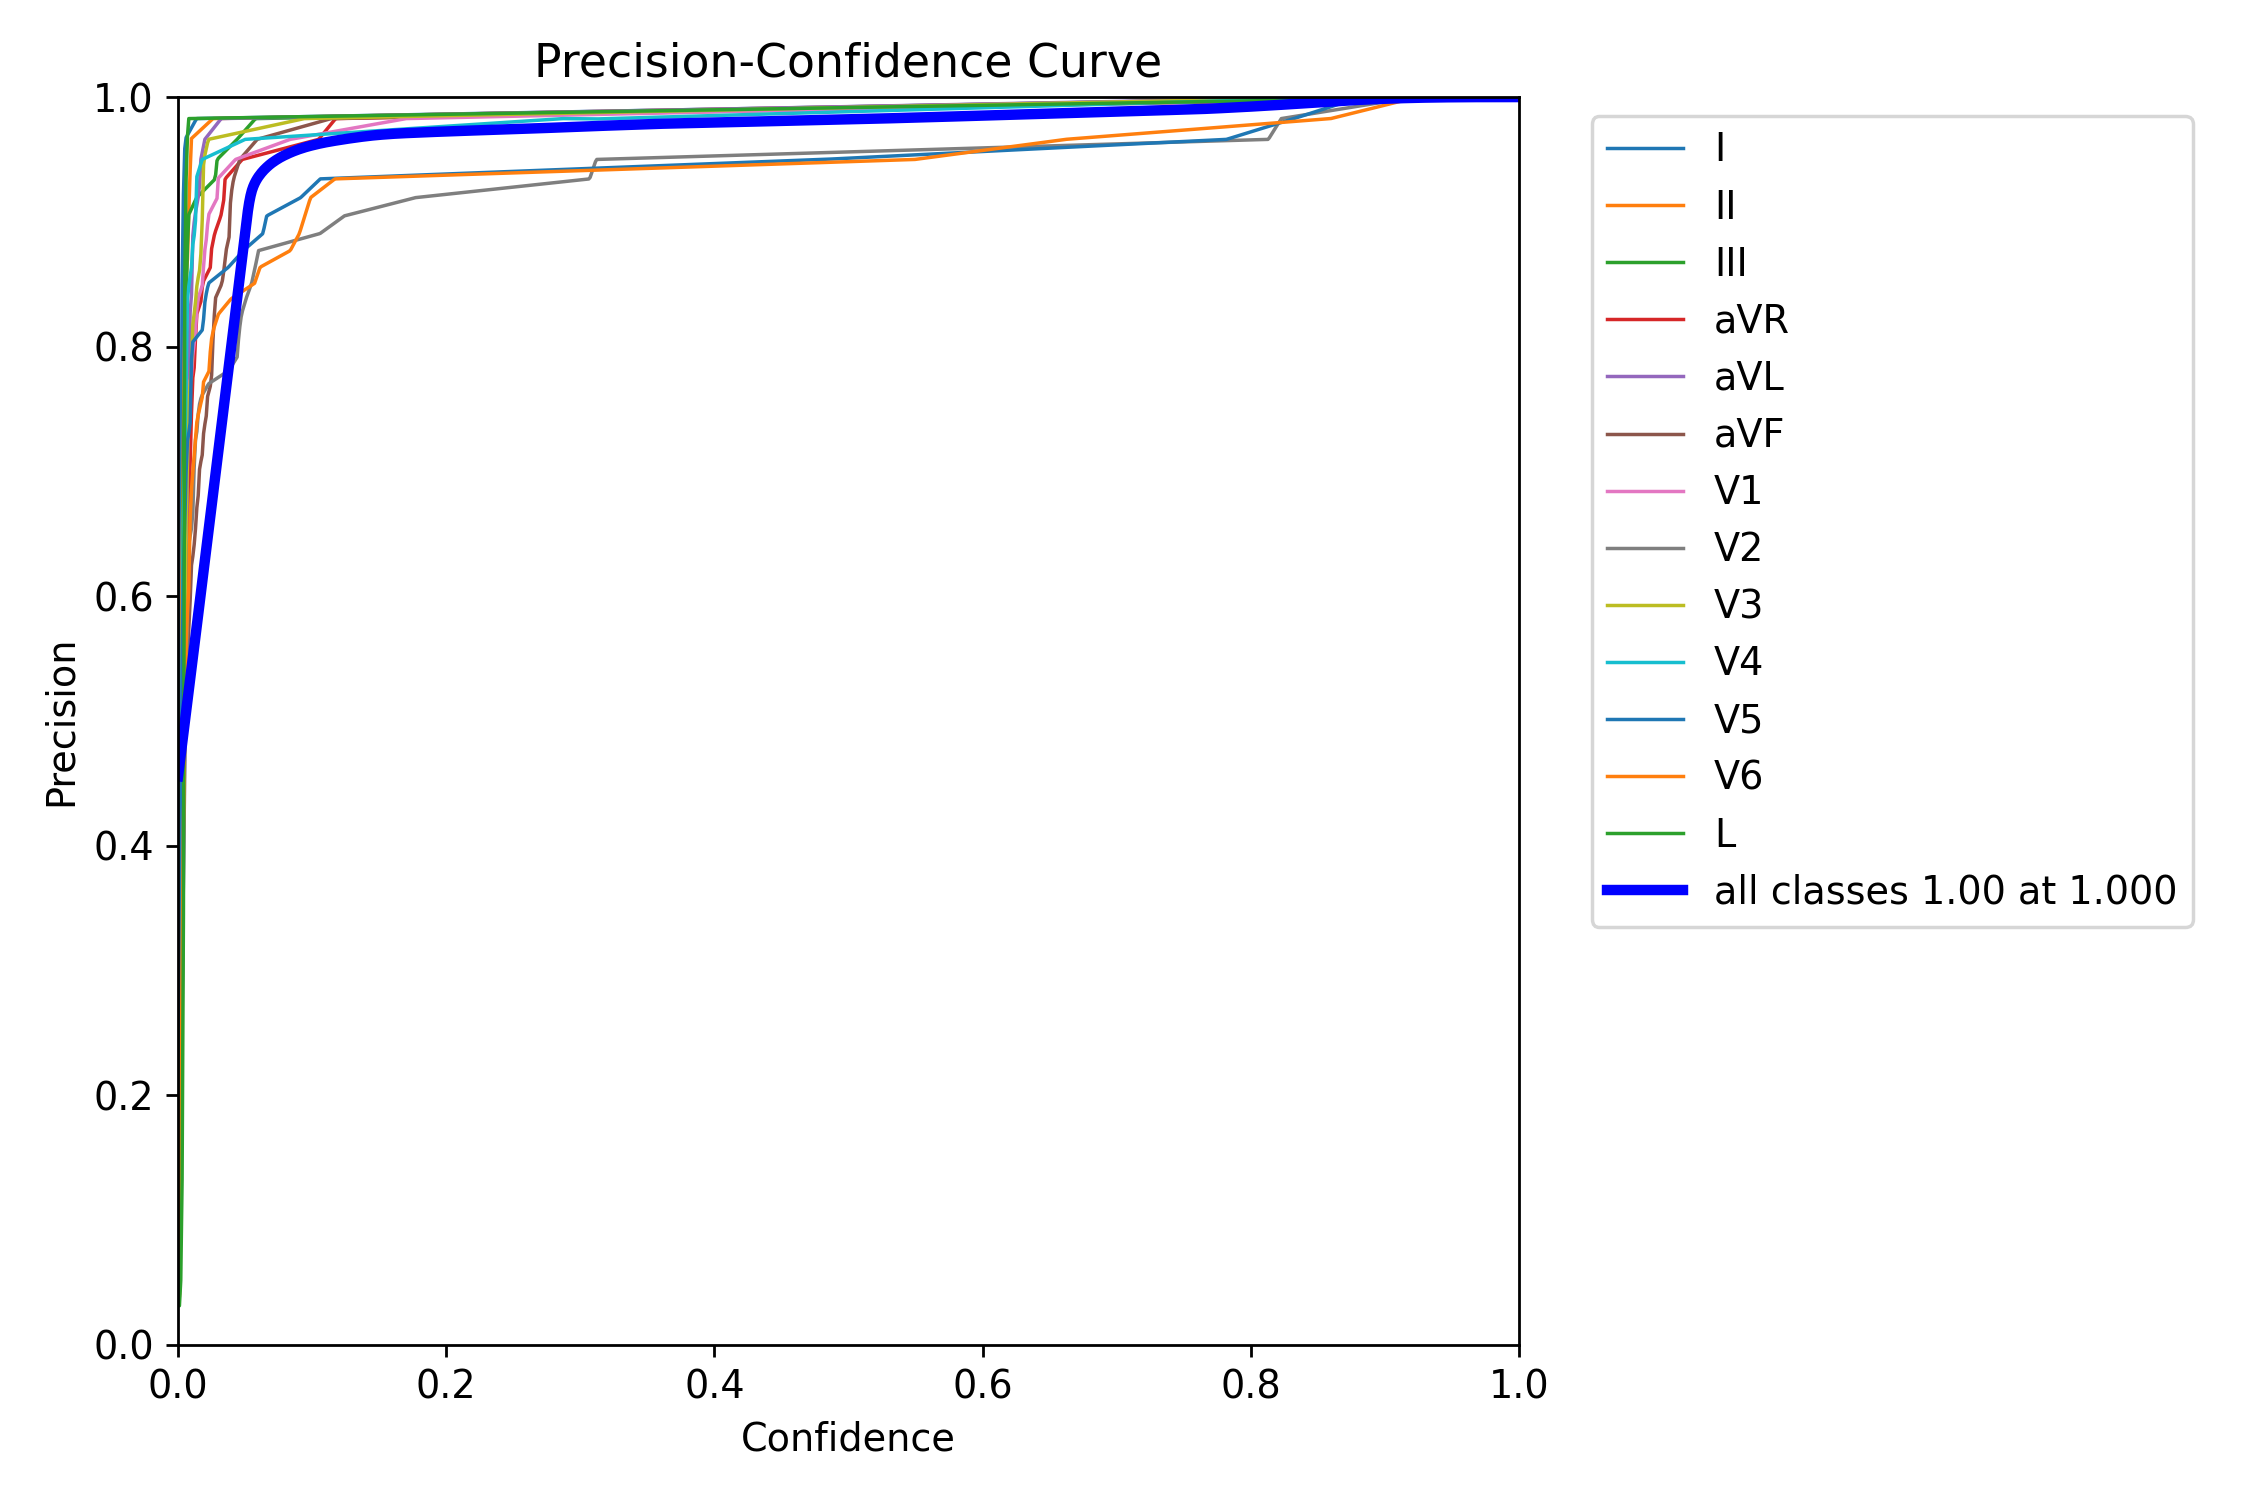 Precision-Confidence Curve
1.0
0.8
0.6
0.4
0.2
0.0
Precision
0.0 0.2 0.4 0.6 0.8 1.0
Confidence
I
II
III
aVR
aVL
aVF
V1
V2
V3
V4
V5
V6
L
all classes 1.00 at 1.000